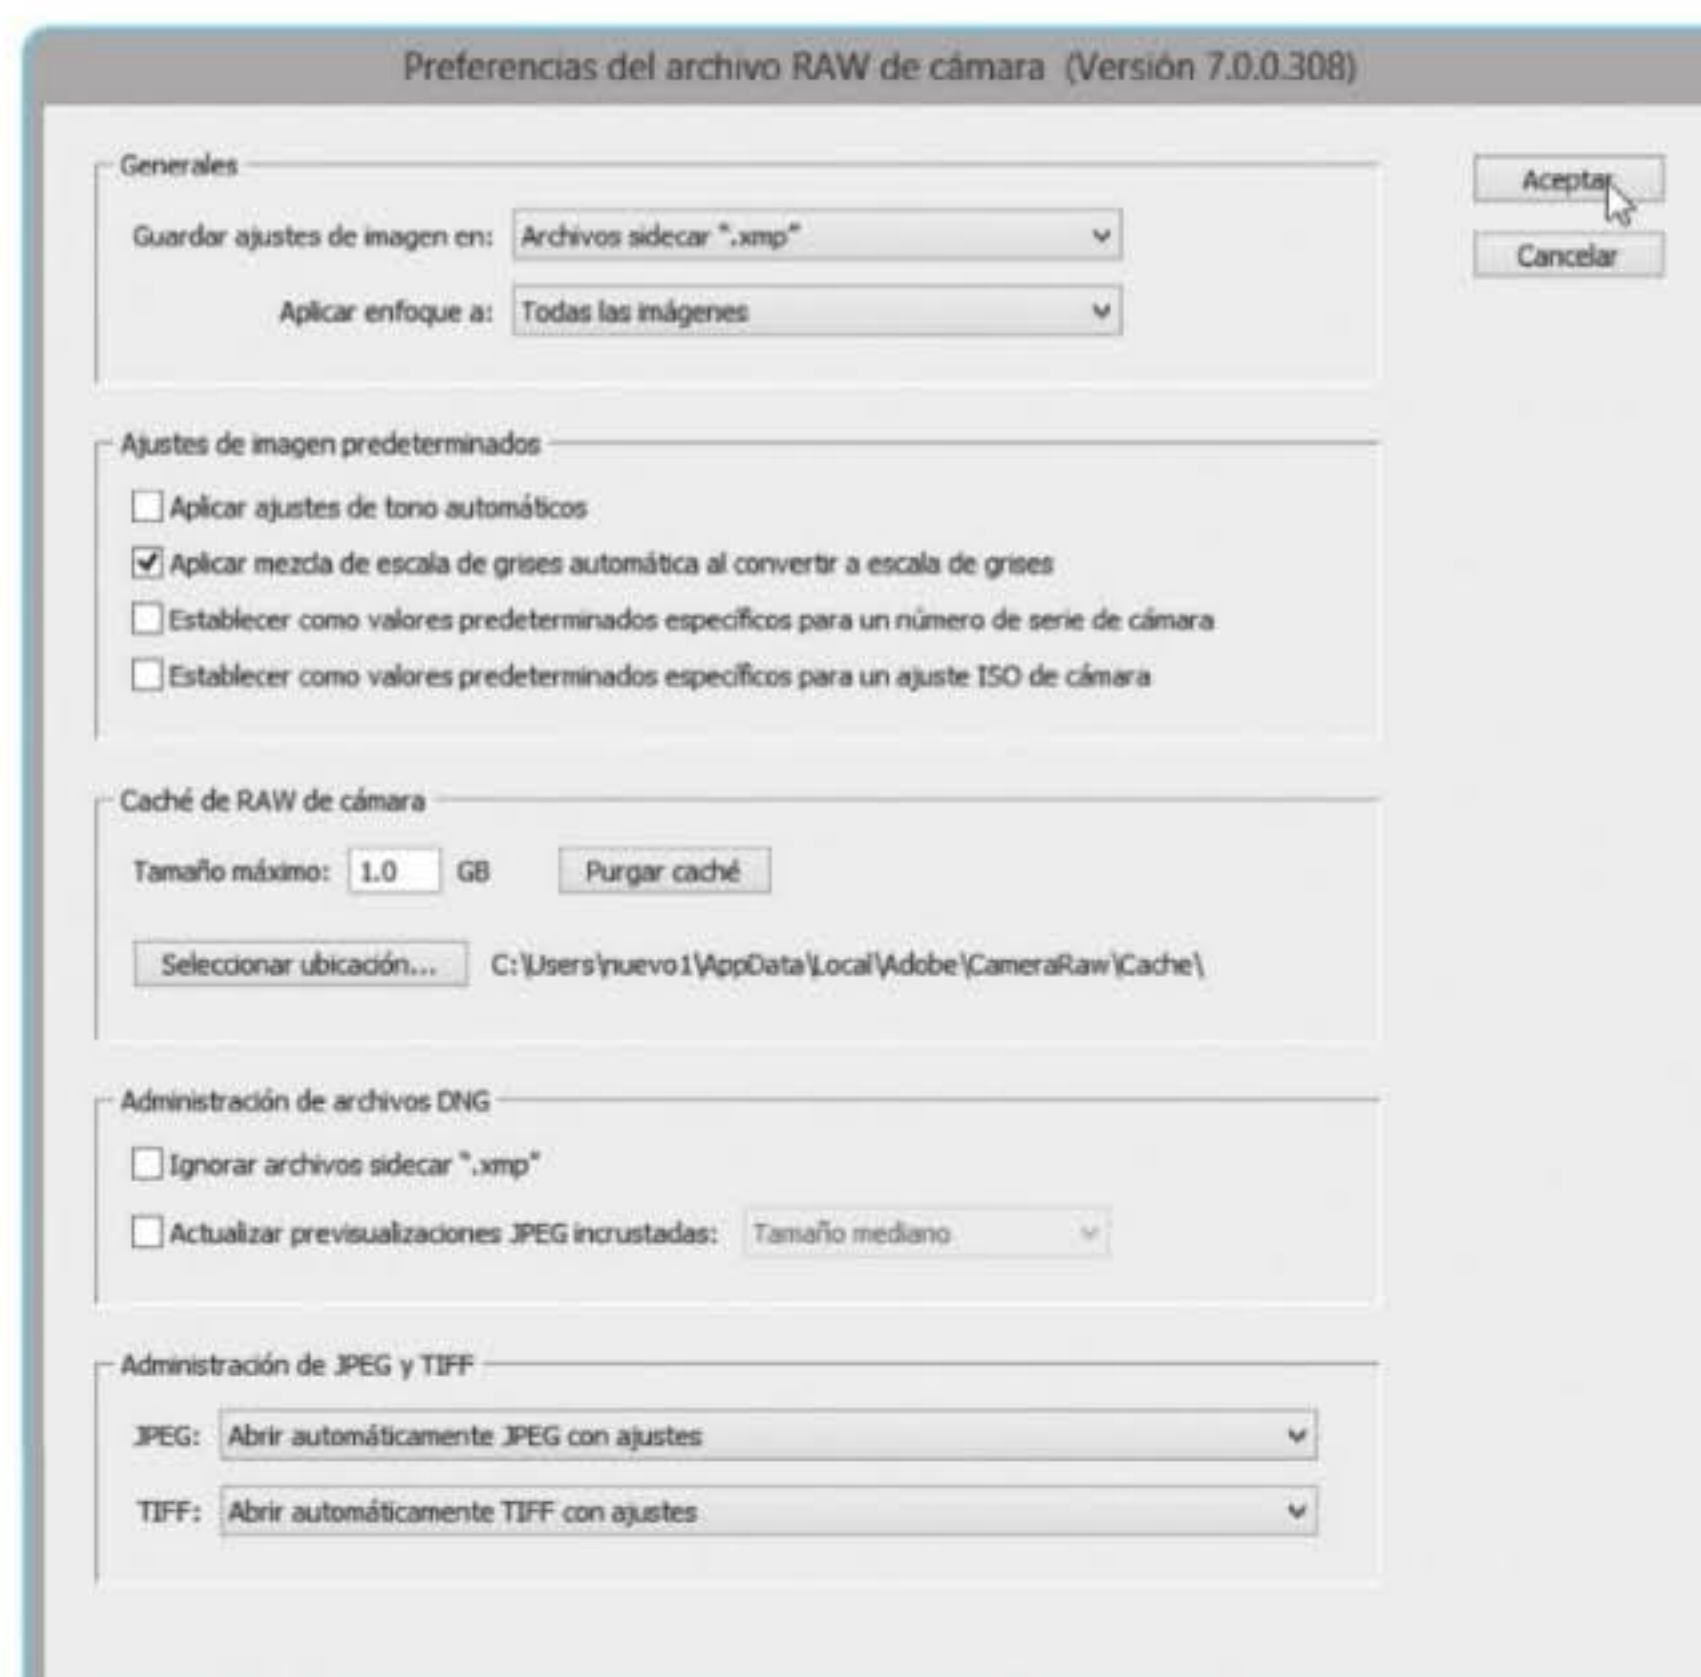 Preferencias del archivo RAW de cámara (Versión 7.0.0.308)
Generales
Guardar ajustes de imagen en: Archivos sidecar ".xmp"
Aplicar enfoque a: Todas las imágenes
Aceptar
Cancelar
Ajustes de imagen predeterminados
Aplicar ajustes de tono automáticos
Aplicar mezcla de escala de grises automática al convertir a escala de grises
Establecer como valores predeterminados específicos para un número de serie de cámara
Establecer como valores predeterminados específicos para un ajuste ISO de cámara
Caché de RAW de cámara
Tamaño máximo: 1.0 GB Purgar caché
Seleccionar ubicación... C:\Users\nuevo1\AppData\Local\Adobe\CameraRaw\Cache\
Administración de archivos DNG
Ignorar archivos sidecar ".xmp"
Actualizar previsualizaciones JPEG incrustadas: Tamaño mediano
Administración de JPEG y TIFF
JPEG: Abrir automáticamente JPEG con ajustes
TIFF: Abrir automáticamente TIFF con ajustes